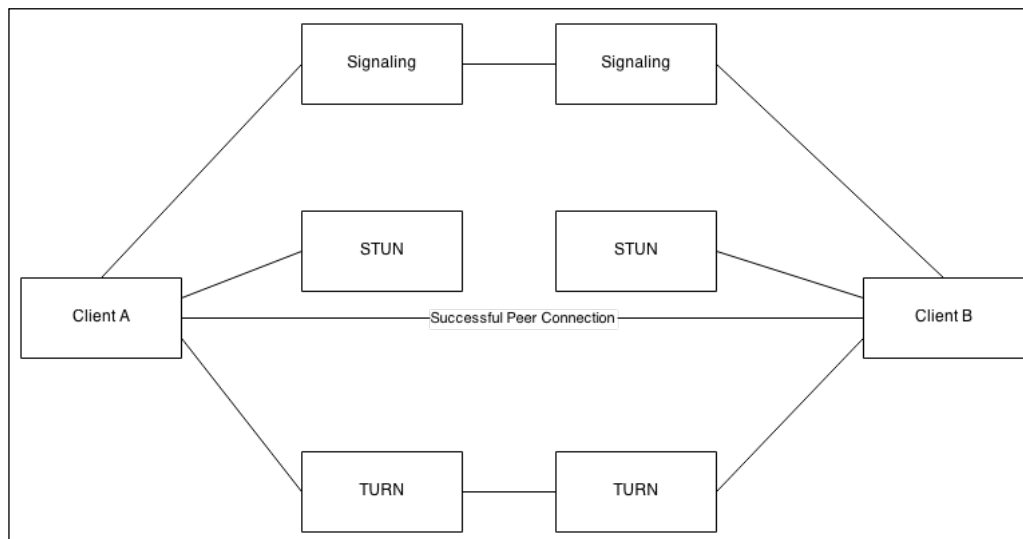 Signaling
Signaling
STUN
STUN
Client A
Successful Peer Connection
Client B
TURN
TURN